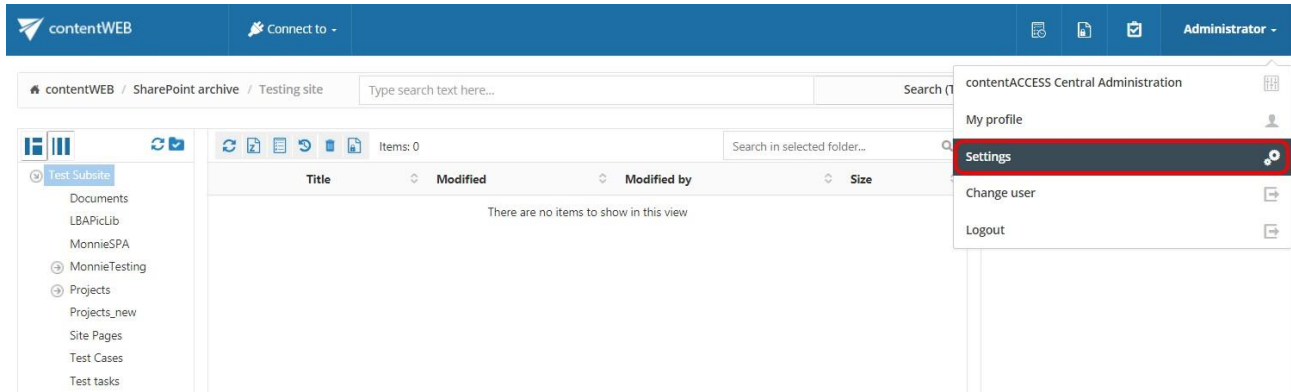 contentWEB
Connect to
Administrator
contentWEB / SharePoint archive / Testing site
Type search text here...
Search (T
contentACCESS Central Administration
My profile
Settings
Change user
Logout
Items: 0
Search in selected folder...
Title
Modified
Modified by
Size
There are no items to show in this view
Test Subsite
Documents
LBAPicLib
MonnieSPA
MonnieTesting
Projects
Projects_new
Site Pages
Test Cases
Test tasks